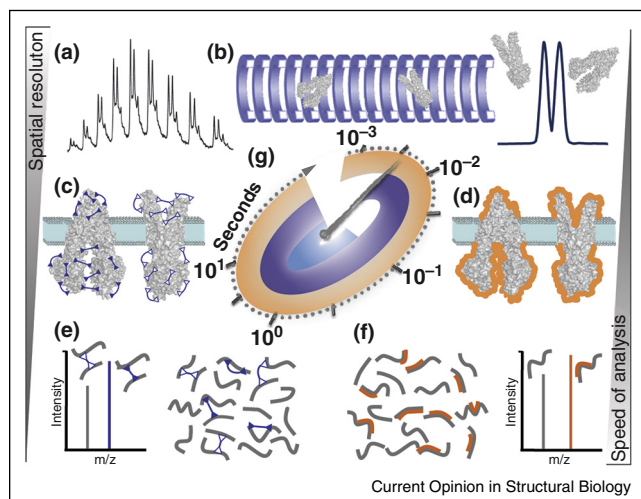 Spatial resoluton
(a)
(b)
(g)
10⁻³
10⁻²
(c)
Seconds
(d)
10¹
10⁻¹
10⁰
(e)
(f)
Intensity
m/z
Intensity
m/z
Speed of analysis
Current Opinion in Structural Biology